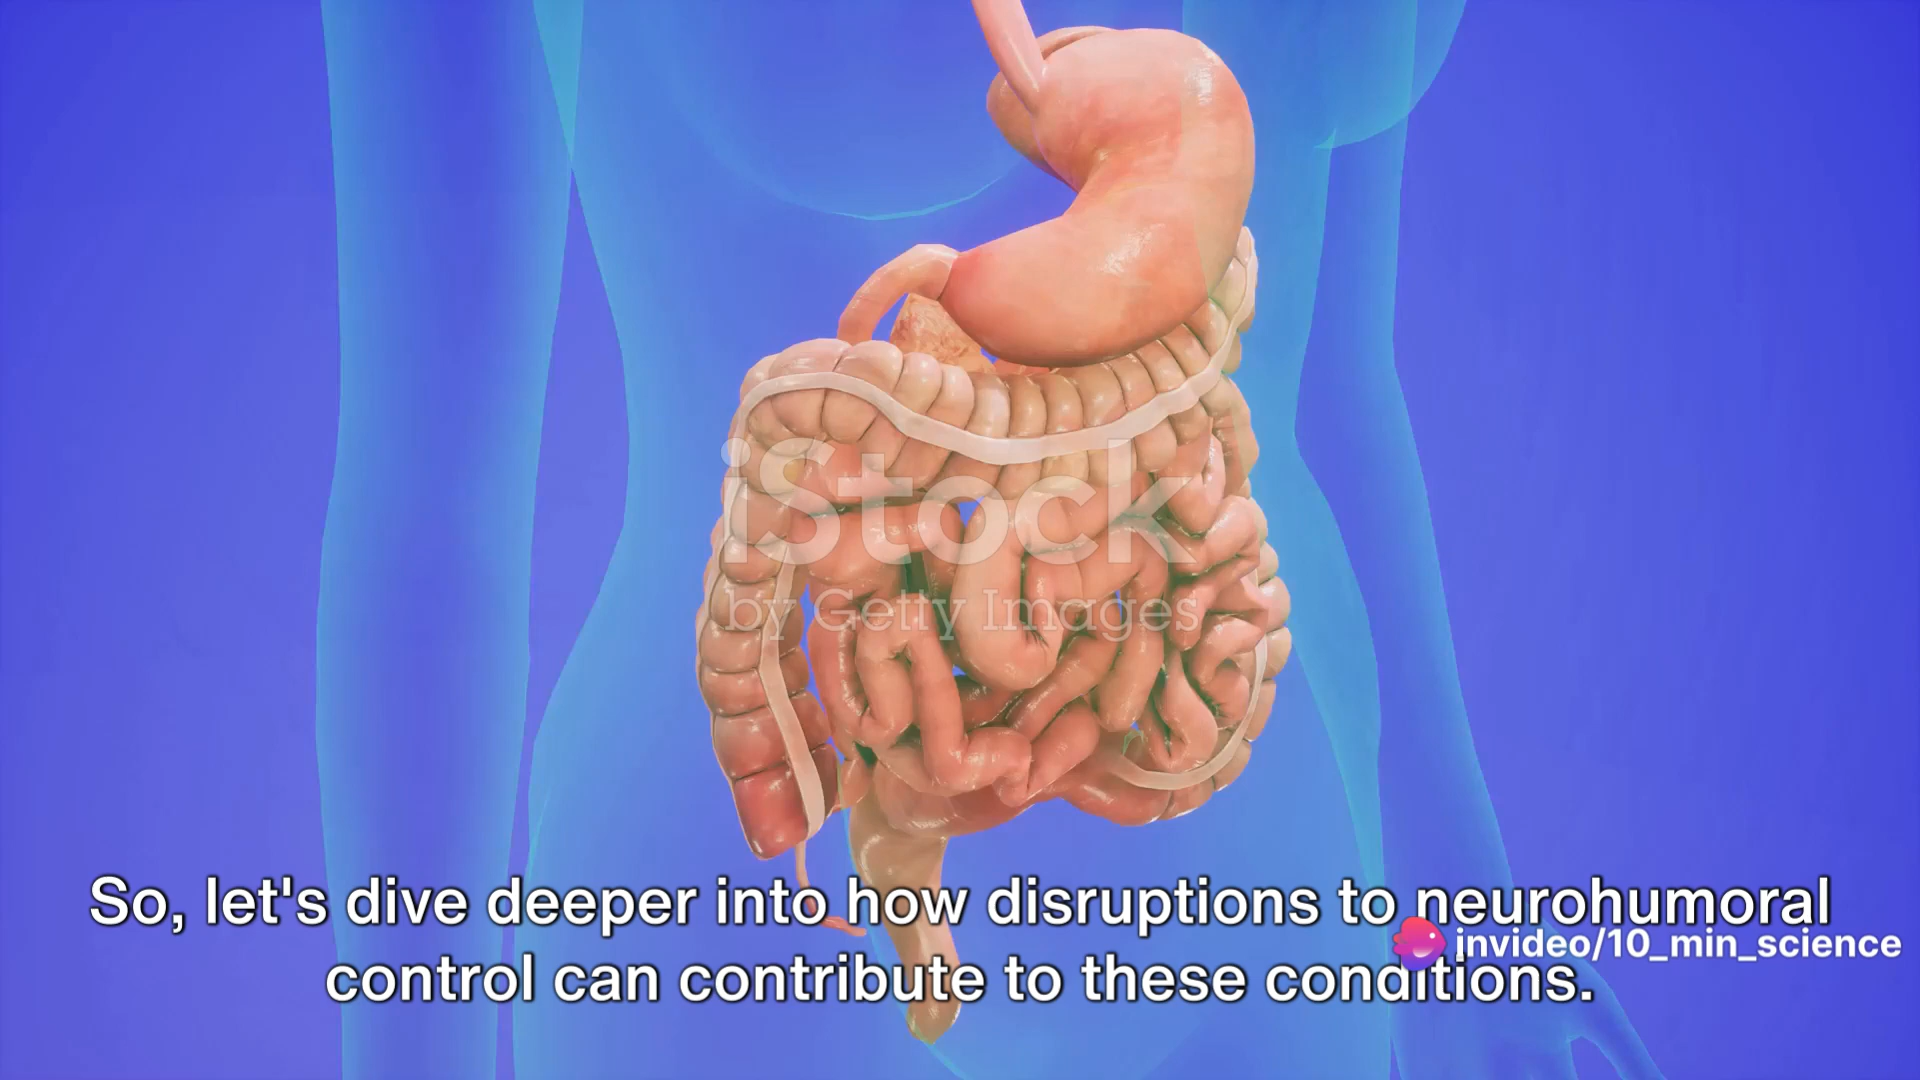 iStock
by Getty Images
So, let's dive deeper into how disruptions to neurohumoral
invideo/10_min_science
control can contribute to these conditions.